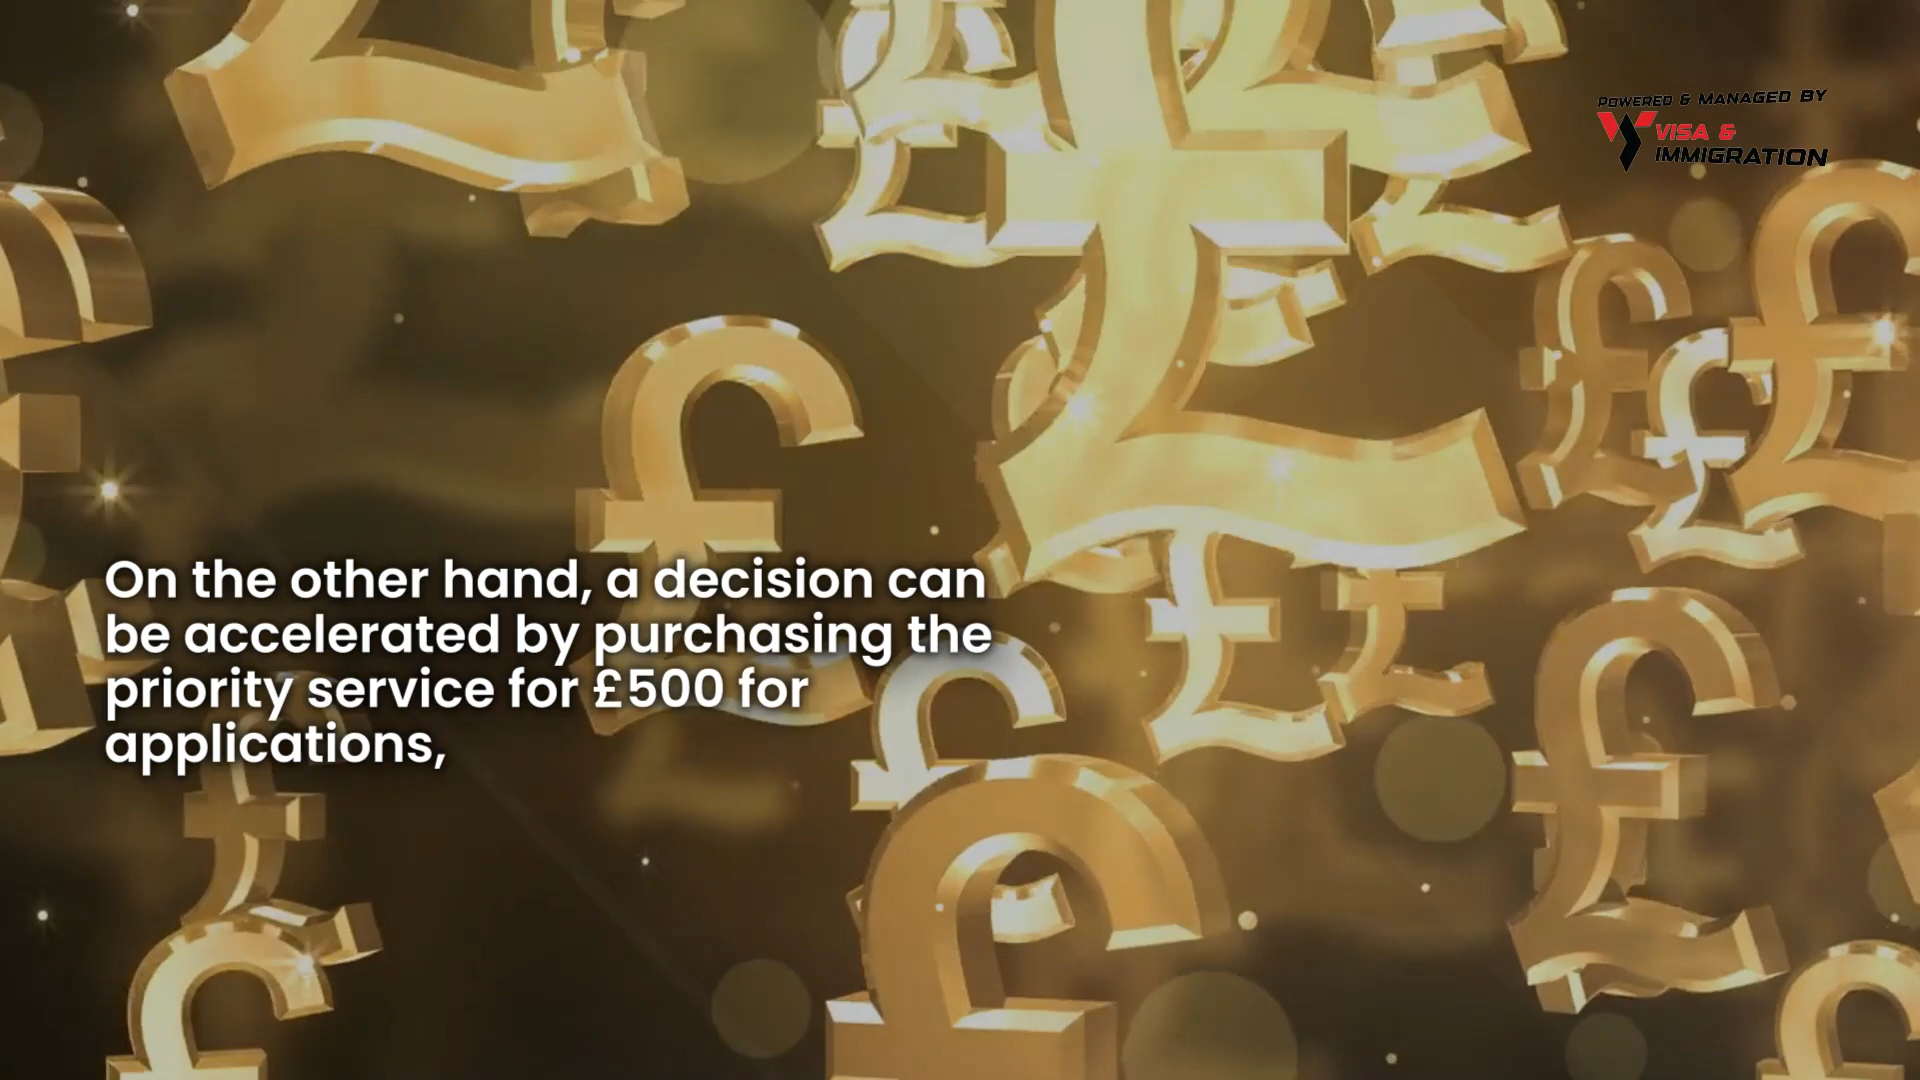 POWERED & MANAGED BY
VISA &
IMMIGRATION
On the other hand, a decision can
be accelerated by purchasing the
priority service for £500 for
applications,